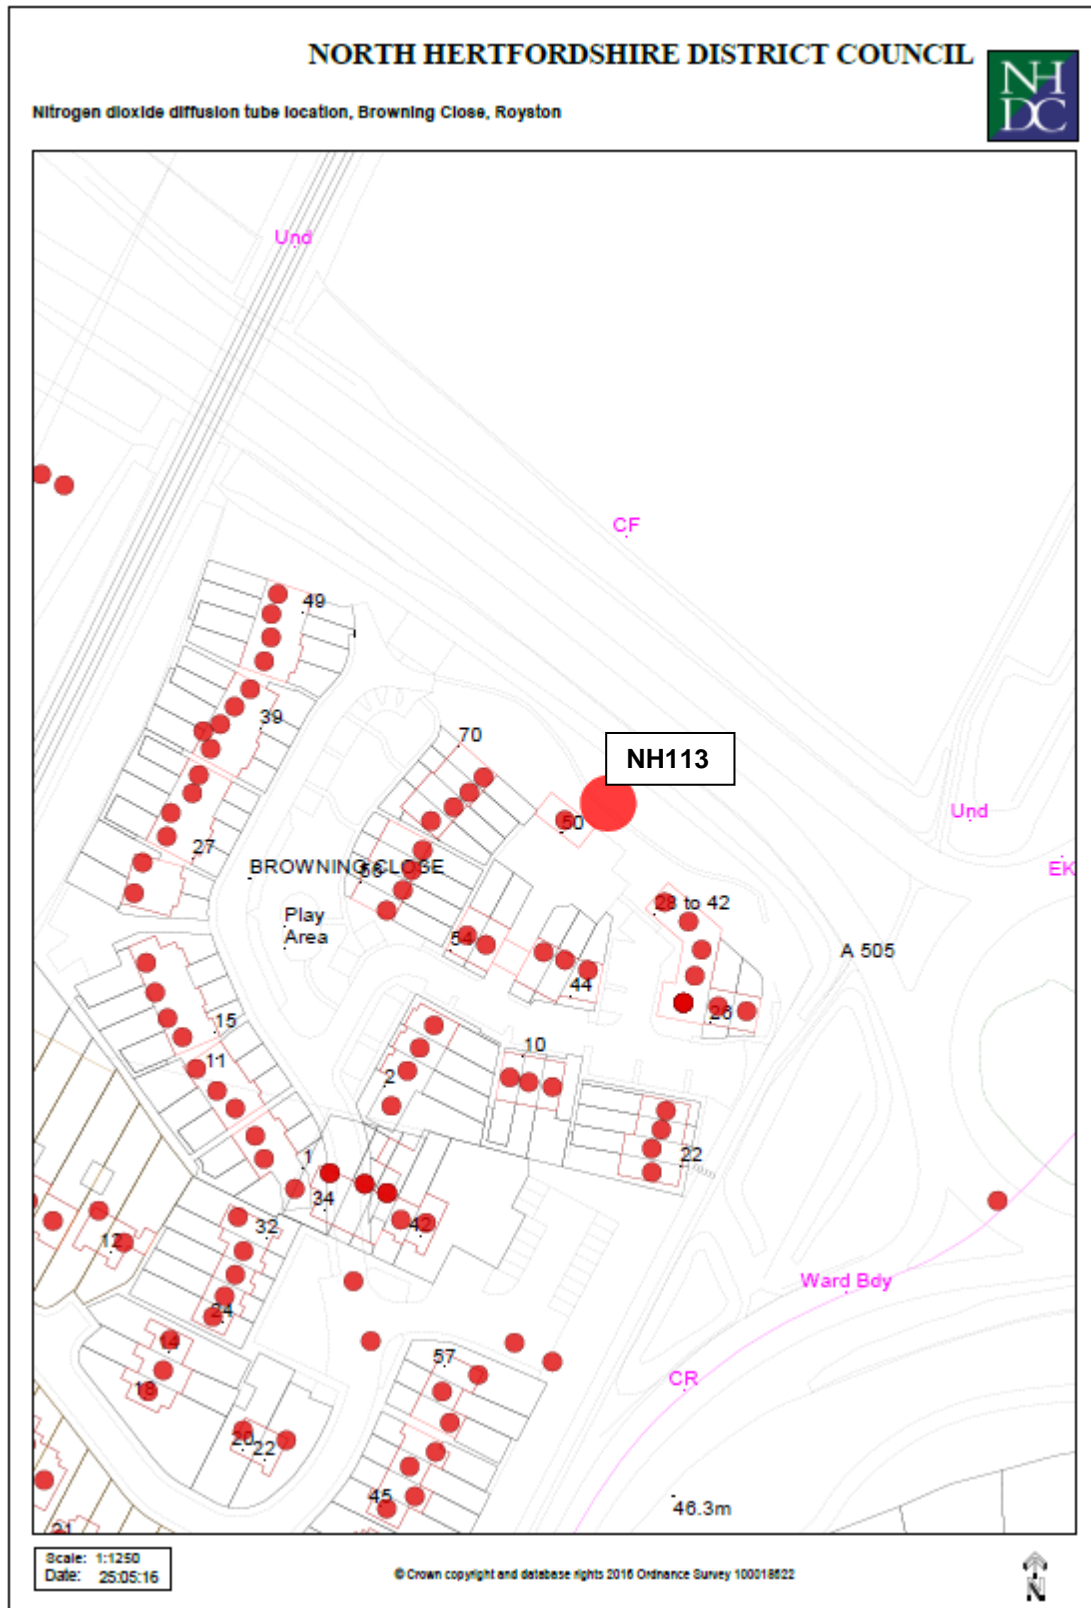 NORTH HERTFORDSHIRE DISTRICT COUNCIL
NH
DC
Nitrogen dioxide diffusion tube location, Browning Close, Royston
Und
CF
49
39
70
NH113
50
Und
27
BROWNING CLOSE
56
EK
Play
Area
28 to 42
54
A 505
44
15
26
11
10
2
1
22
34
42
32
12
Ward Bdy
24
14
57
CR
18
20
22
45
46.3m
21
Scale: 1:1250
Date: 25:05:16
© Crown copyright and database rights 2016 Ordnance Survey 100018622
N